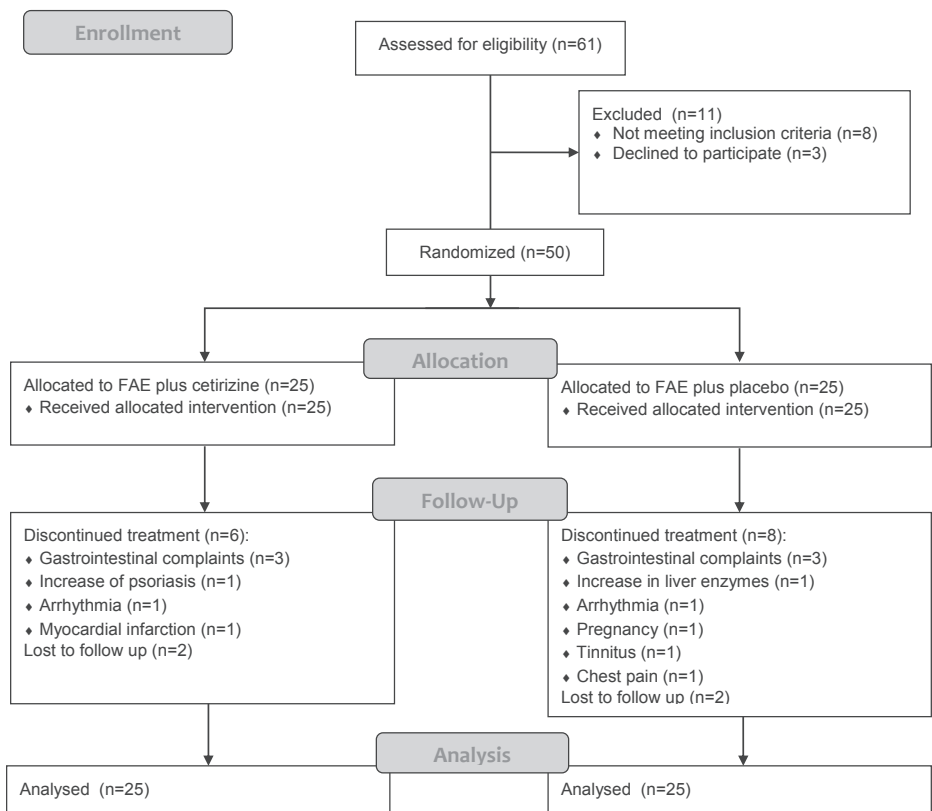 Enrollment
Assessed for eligibility (n=61)
Excluded (n=11)
♦ Not meeting inclusion criteria (n=8)
♦ Declined to participate (n=3)
Randomized (n=50)
Allocation
Allocated to FAE plus cetirizine (n=25)
♦ Received allocated intervention (n=25)
Allocated to FAE plus placebo (n=25)
♦ Received allocated intervention (n=25)
Follow-Up
Discontinued treatment (n=6):
♦ Gastrointestinal complaints (n=3)
♦ Increase of psoriasis (n=1)
♦ Arrhythmia (n=1)
♦ Myocardial infarction (n=1)
Lost to follow up (n=2)
Discontinued treatment (n=8):
♦ Gastrointestinal complaints (n=3)
♦ Increase in liver enzymes (n=1)
♦ Arrhythmia (n=1)
♦ Pregnancy (n=1)
♦ Tinnitus (n=1)
♦ Chest pain (n=1)
Lost to follow up (n=2)
Analysis
Analysed (n=25)
Analysed (n=25)